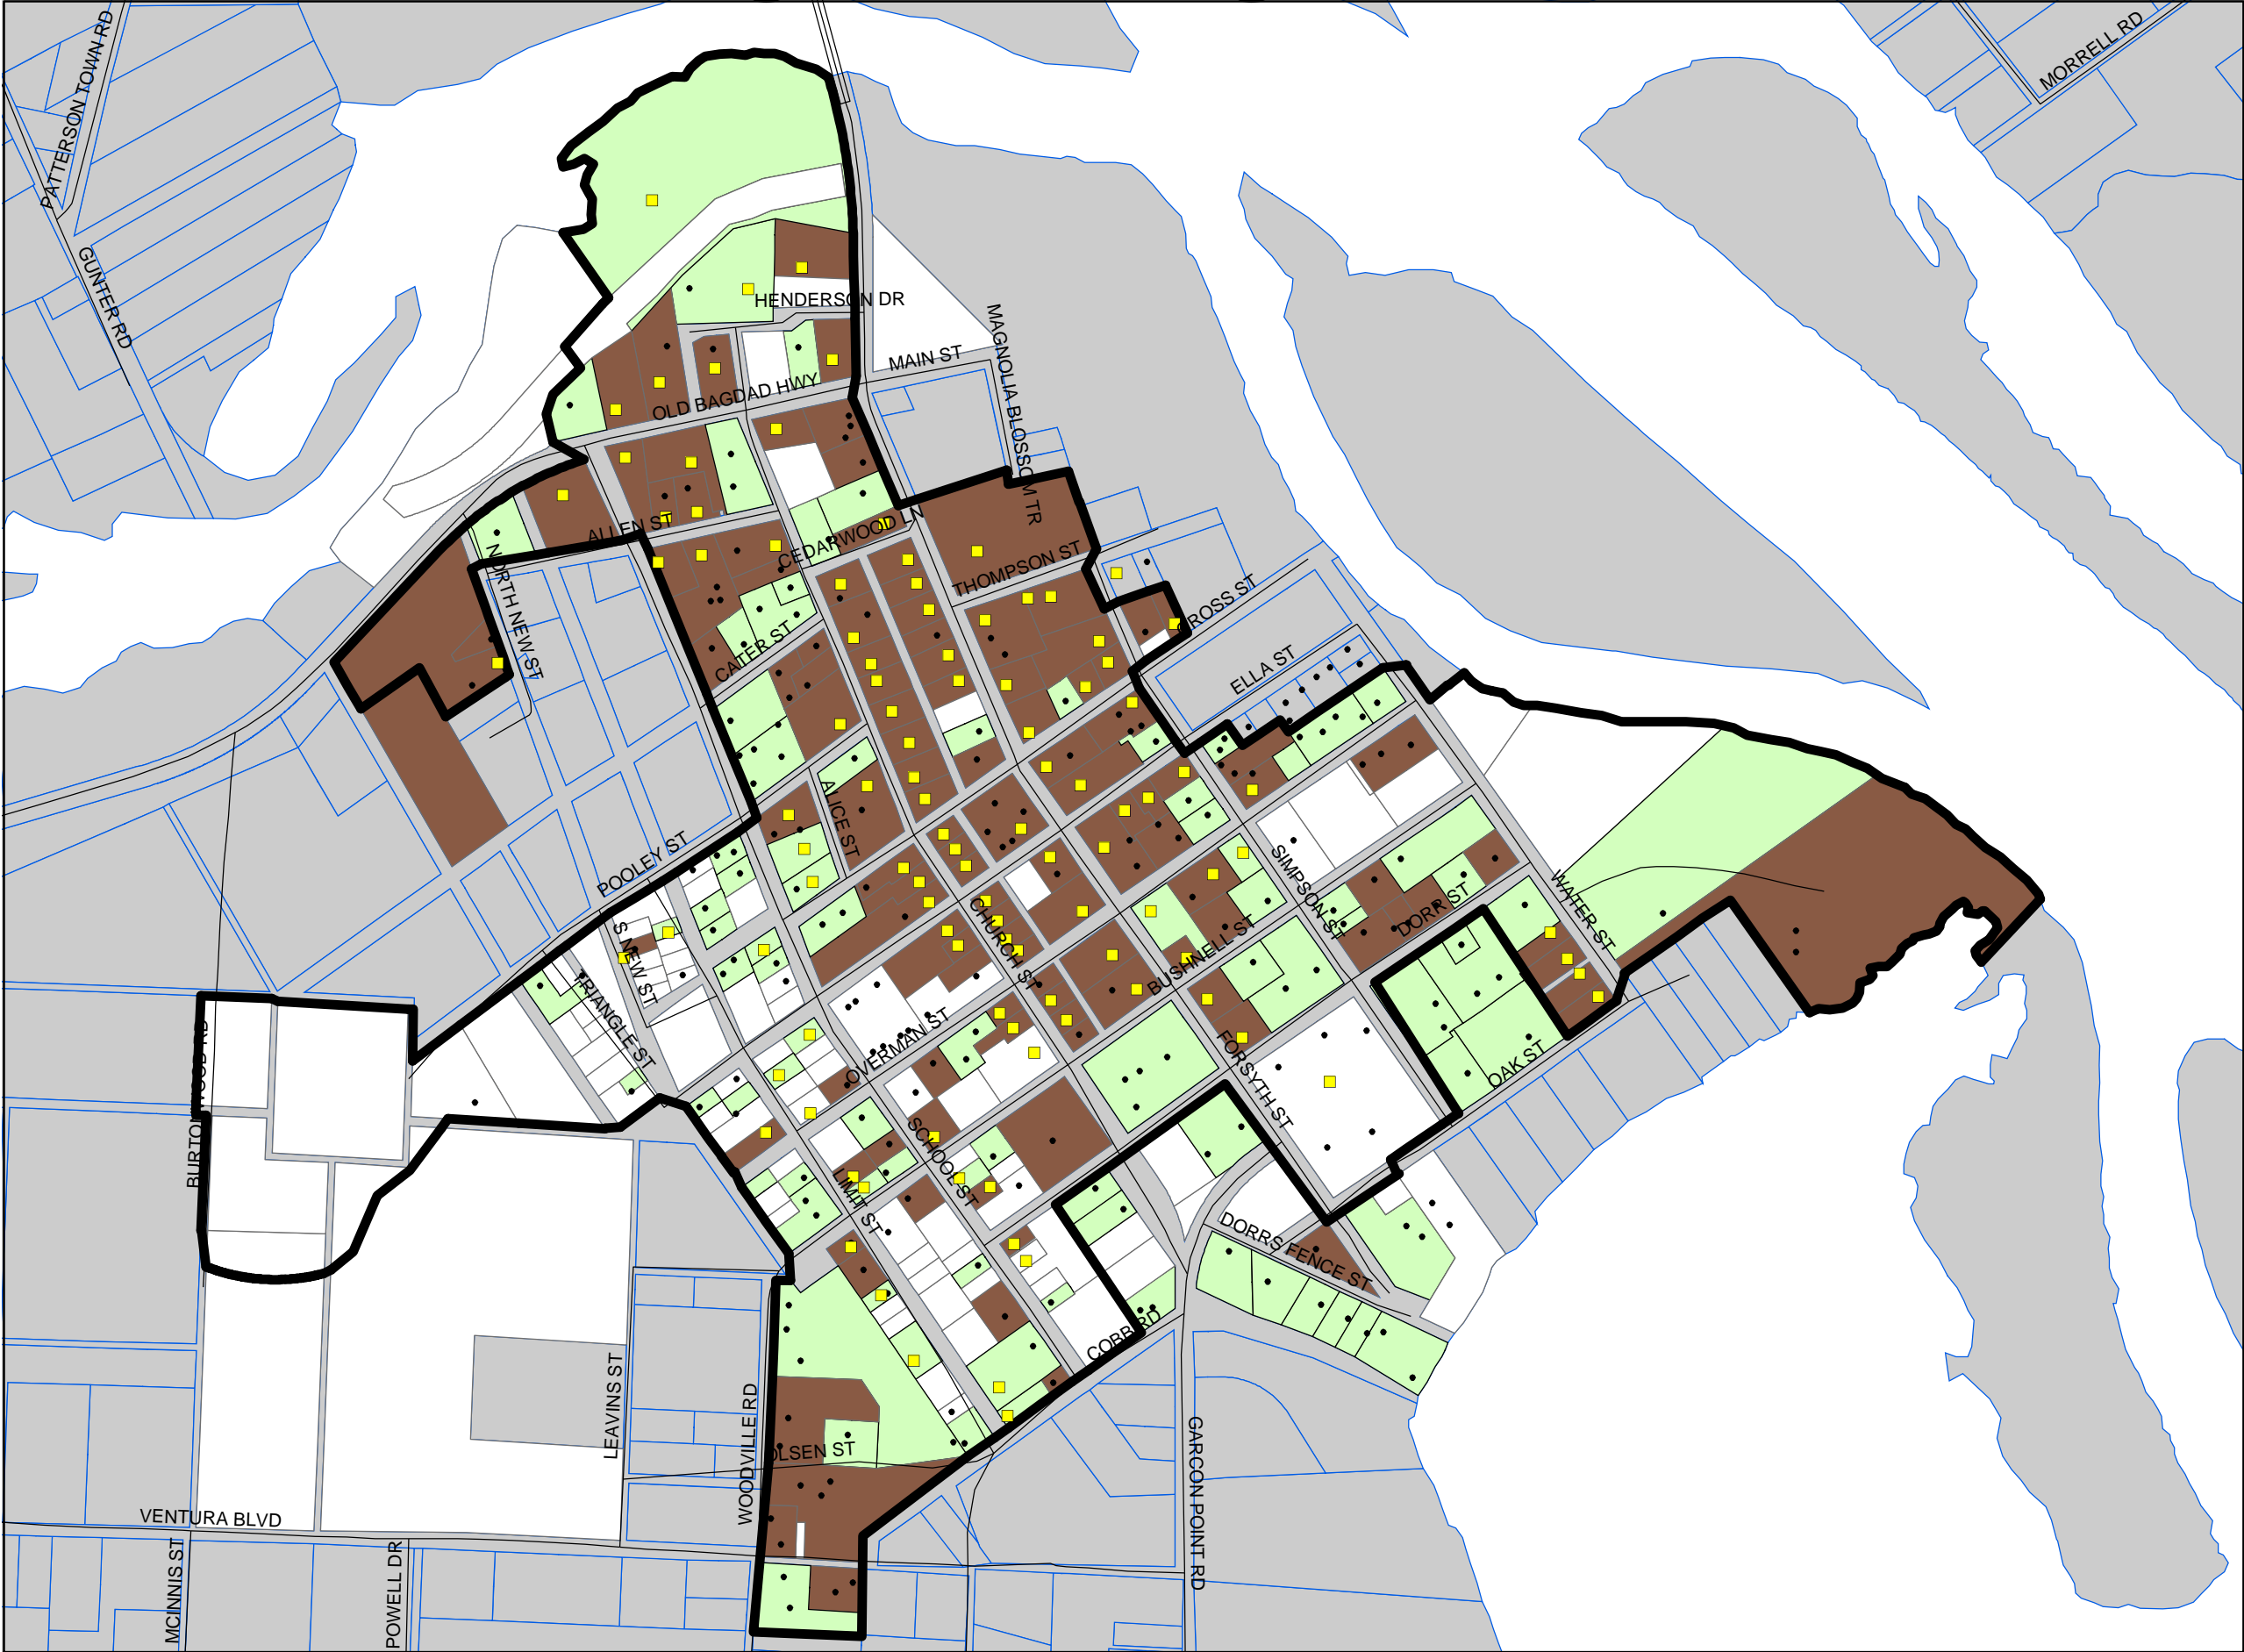 PATTERSON TOWN RD
MORRELL RD
GUNTER RD
HENDERSON DR
MAGNOLIA BLOSSOM TR
MAIN ST
OLD BAGDAD HWY
ALLEN ST
CEDARWOOD LN
NORTH NEW ST
THOMPSON ST
CROSS ST
CATER ST
ELLA ST
ALICE ST
POOLEY ST
SIMPSON ST
WATER ST
DORR ST
CHURCH ST
S NEW ST
BUSHNELL ST
TRIANGLE ST
OVERMAN ST
FORSYTH ST
OAK ST
BURTONWOOD RD
SCHOOL ST
LIMIT ST
DORRS FENCE ST
COBB RD
LEAVINS ST
WOODVILLE RD
OLSEN ST
GARCON POINT RD
VENTURA BLVD
MCINNIS ST
POWELL DR